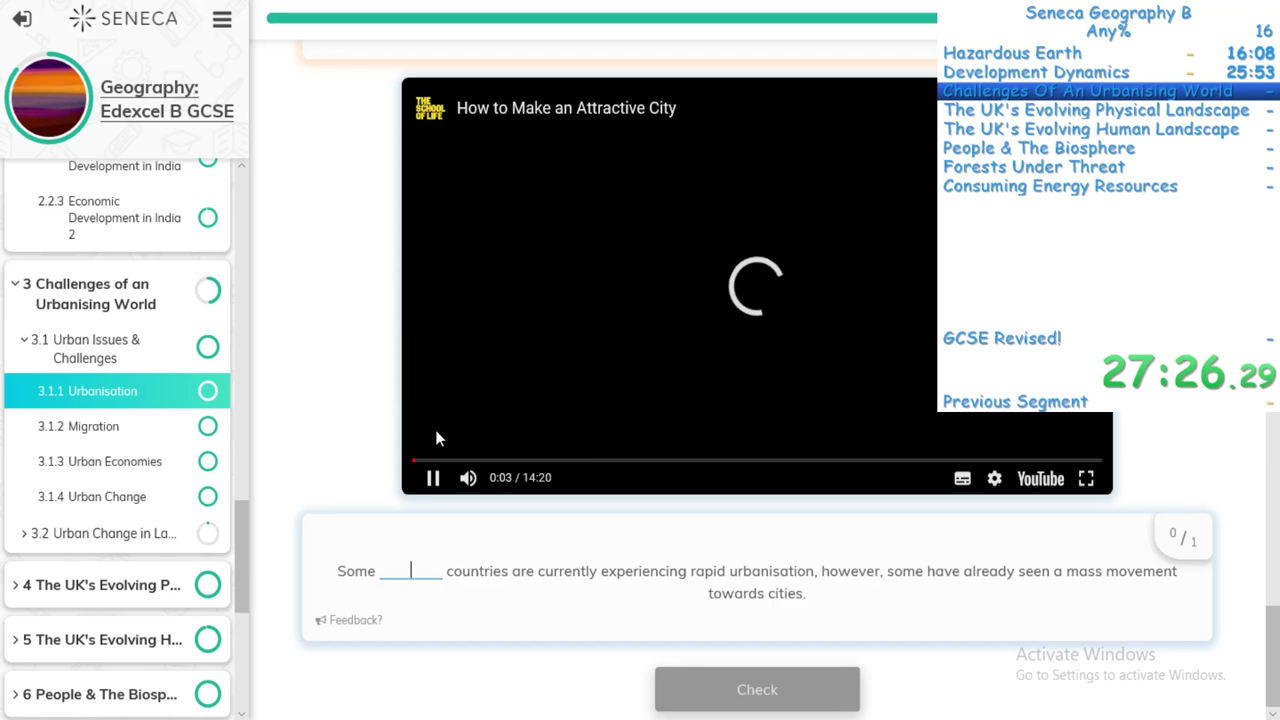 SENECA
Geography:
Edexcel B GCSE
Development in India
2.2.3 Economic
Development in India
2
3 Challenges of an
Urbanising World
3.1 Urban Issues &
Challenges
3.1.1 Urbanisation
3.1.2 Migration
3.1.3 Urban Economies
3.1.4 Urban Change
3.2 Urban Change in La...
4 The UK's Evolving P...
5 The UK's Evolving H...
6 People & The Biosp...
THE SCHOOL OF LIFE
How to Make an Attractive City
0:03 / 14:20
YouTube
0 / 1
Some ______ countries are currently experiencing rapid urbanisation, however, some have already seen a mass movement
towards cities.
Feedback?
Check
Seneca Geography B
Any% 16
Hazardous Earth - 16:08
Development Dynamics - 25:53
Challenges Of An Urbanising World -
The UK's Evolving Physical Landscape -
The UK's Evolving Human Landscape -
People & The Biosphere -
Forests Under Threat -
Consuming Energy Resources -
GCSE Revised! -
27:26.29
Previous Segment -
Activate Windows
Go to Settings to activate Windows.